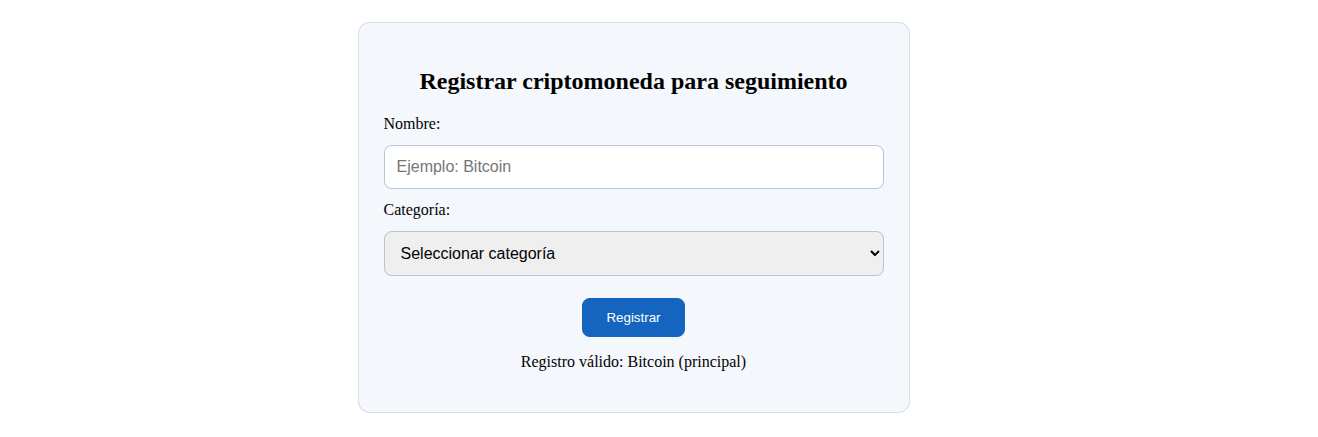 Registrar criptomoneda para seguimiento
Nombre:
Ejemplo: Bitcoin
Categoría:
Seleccionar categoría
Registrar
Registro válido: Bitcoin (principal)